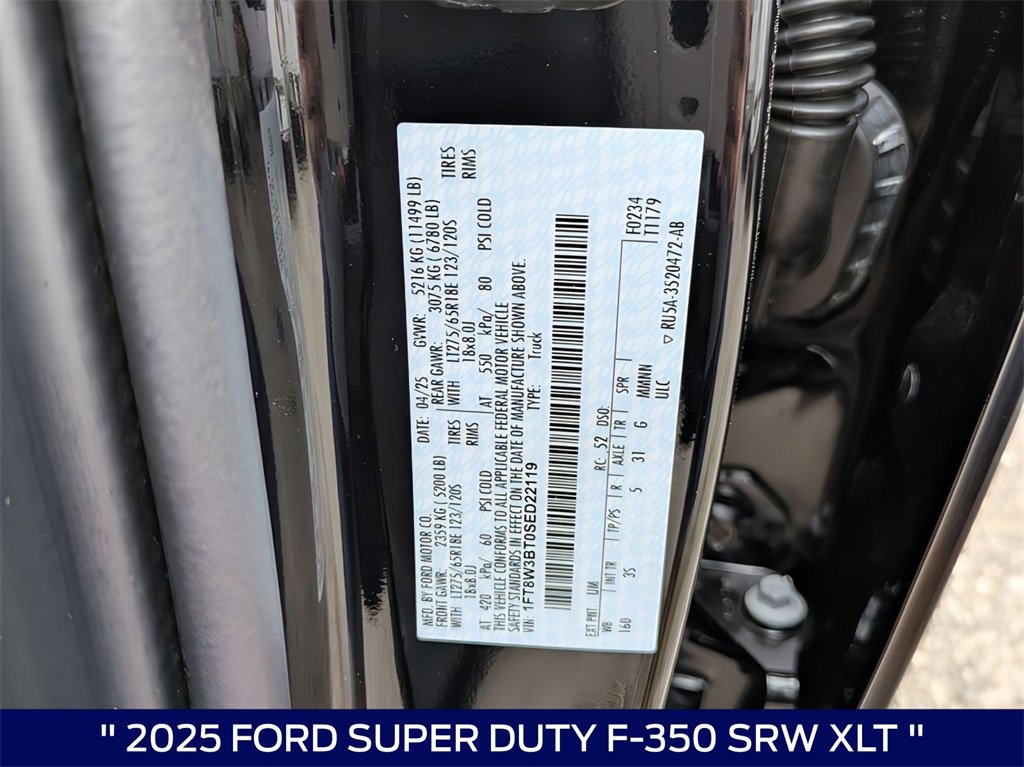 MFD. BY FORD MOTOR CO. DATE: 04/25 GVWR: 5216 KG (11499 LB)
FRONT GAWR: 2359 KG (5200 LB) REAR GAWR: 3075 KG (6780 LB)
WITH LT275/65R18E 123/120S TIRES WITH LT275/65R18E 123/120S TIRES
18x8.0J RIMS 18x8.0J RIMS
AT 420 kPa/ 60 PSI COLD AT 550 kPa/ 80 PSI COLD
THIS VEHICLE CONFORMS TO ALL APPLICABLE FEDERAL MOTOR VEHICLE
SAFETY STANDARDS IN EFFECT ON THE DATE OF MANUFACTURE SHOWN ABOVE.
VIN: 1FT8W3BT0SED22119 TYPE: Truck
EXT PNT: UM RC: 52 DSO: F0234
WB INT TR TP/PS R AXLE TR SPR T1179
160 3S 5 31 G MMMN
ULC ▽ RU5A-3520472-AB
" 2025 FORD SUPER DUTY F-350 SRW XLT "